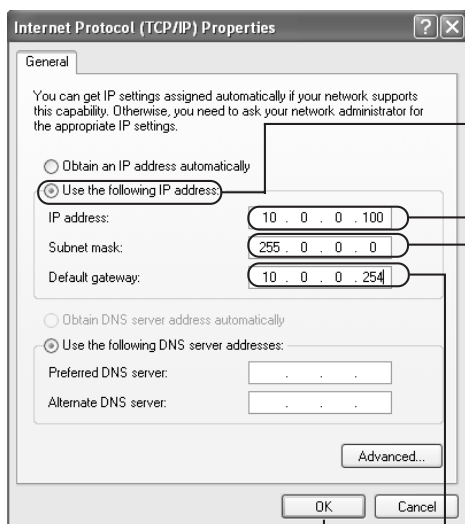 Internet Protocol (TCP/IP) Properties
General
You can get IP settings assigned automatically if your network supports
this capability. Otherwise, you need to ask your network administrator for
the appropriate IP settings.
Obtain an IP address automatically
Use the following IP address:
IP address: 10 . 0 . 0 . 100
Subnet mask: 255 . 0 . 0 . 0
Default gateway: 10 . 0 . 0 . 254
Obtain DNS server address automatically
Use the following DNS server addresses:
Preferred DNS server: . . .
Alternate DNS server: . . .
Advanced...
OK Cancel